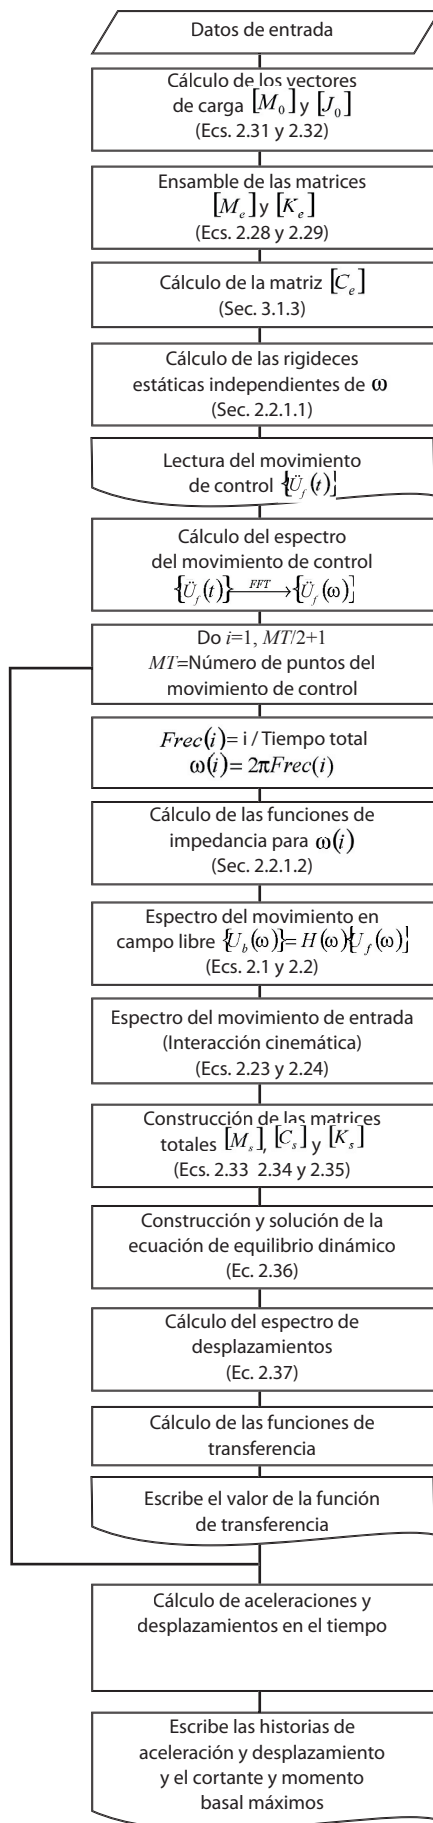 Datos de entrada
Cálculo de los vectores
de carga [M₀] y [J₀]
(Ecs. 2.31 y 2.32)
Ensamble de las matrices
[Mₑ] y [Kₑ]
(Ecs. 2.28 y 2.29)
Cálculo de la matriz [Cₑ]
(Sec. 3.1.3)
Cálculo de las rigideces
estáticas independientes de ω
(Sec. 2.2.1.1)
Lectura del movimiento
de control {Ü_f(t)}
Cálculo del espectro
del movimiento de control
{Ü_f(t)} FFT→ {Ü_f(ω)}
Do i=1, MT/2+1
MT=Número de puntos del
movimiento de control
Frec(i)= i / Tiempo total
ω(i)= 2πFrec(i)
Cálculo de las funciones de
impedancia para ω(i)
(Sec. 2.2.1.2)
Espectro del movimiento en
campo libre {U_b(ω)}= H(ω){U_f(ω)}
(Ecs. 2.1 y 2.2)
Espectro del movimiento de entrada
(Interacción cinemática)
(Ecs. 2.23 y 2.24)
Construcción de las matrices
totales [Mₛ], [Cₛ] y [Kₛ]
(Ecs. 2.33 2.34 y 2.35)
Construcción y solución de la
ecuación de equilibrio dinámico
(Ec. 2.36)
Cálculo del espectro de
desplazamientos
(Ec. 2.37)
Cálculo de las funciones de
transferencia
Escribe el valor de la función
de transferencia
Cálculo de aceleraciones y
desplazamientos en el tiempo
Escribe las historias de
aceleración y desplazamiento
y el cortante y momento
basal máximos